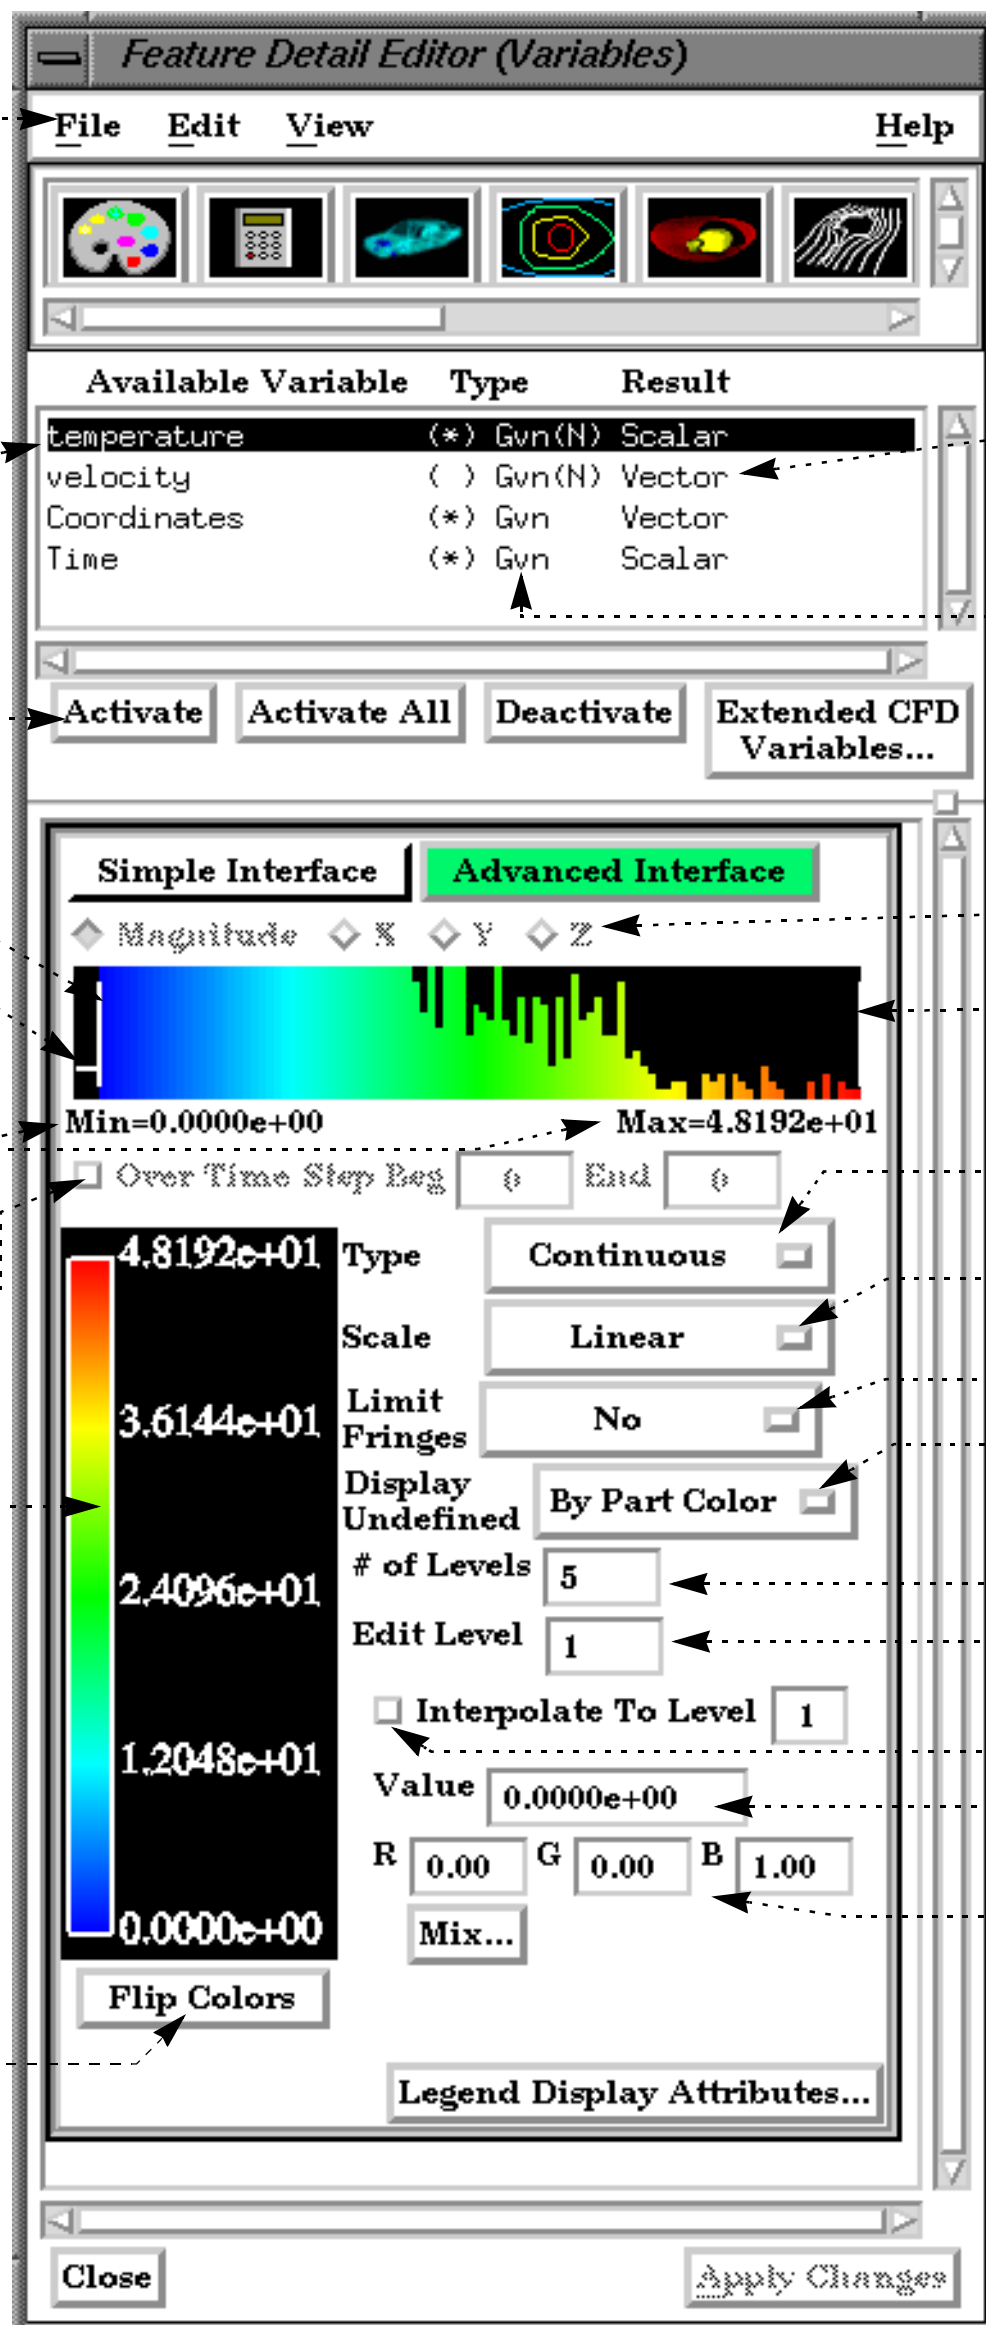 Feature Detail Editor (Variables)
File Edit View Help
Available Variable Type Result
temperature (*) Gvn(N) Scalar
velocity ( ) Gvn(N) Vector
Coordinates (*) Gvn Vector
Time (*) Gvn Scalar
Activate Activate All Deactivate Extended CFD
Variables...
Simple Interface Advanced Interface
Magnitude X Y Z
Min=0.0000e+00 Max=4.8192e+01
Over Time Step Beg 0 End 0
4.8192e+01 Type Continuous
Scale Linear
3.6144e+01 Limit
Fringes No
Display
Undefined By Part Color
# of Levels 5
2.4096e+01
Edit Level 1
Interpolate To Level 1
1.2048e+01
Value 0.0000e+00
R 0.00 G 0.00 B 1.00
0.0000e+00 Mix...
Flip Colors
Legend Display Attributes...
Close Apply Changes